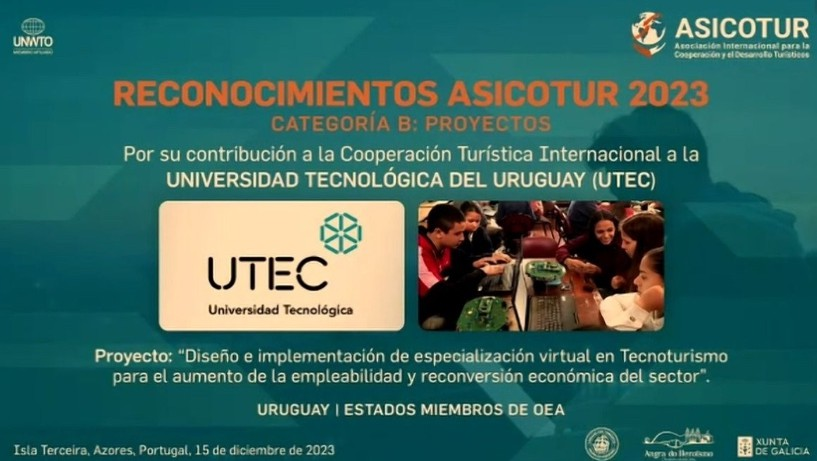 UNWTO
ASICOTUR
Asociación Internacional para la
Cooperación y el Desarrollo Turísticos
RECONOCIMIENTOS ASICOTUR 2023
CATEGORÍA B: PROYECTOS
Por su contribución a la Cooperación Turística Internacional a la
UNIVERSIDAD TECNOLÓGICA DEL URUGUAY (UTEC)
UTEC
Universidad Tecnológica
Proyecto: “Diseño e implementación de especialización virtual en Tecnoturismo
para el aumento de la empleabilidad y reconversión económica del sector”.
URUGUAY | ESTADOS MIEMBROS DE OEA
Isla Terceira, Azores, Portugal, 15 de diciembre de 2023
Angra do Heroísmo
XUNTA
DE GALICIA